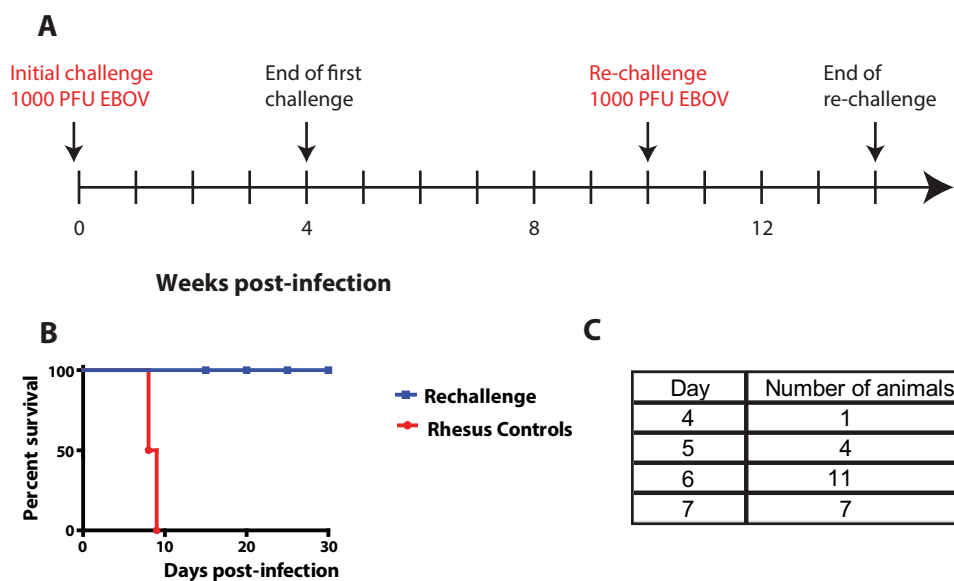 A
Initial challenge
1000 PFU EBOV
End of first
challenge
Re-challenge
1000 PFU EBOV
End of
re-challenge
0 4 8 12
Weeks post-infection
B
Percent survival
100
50
0
0 10 20 30
Days post-infection
Rechallenge
Rhesus Controls
C
Day Number of animals
4 1
5 4
6 11
7 7